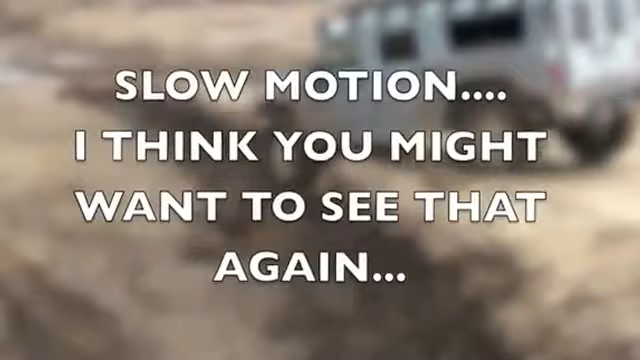 SLOW MOTION....
I THINK YOU MIGHT
WANT TO SEE THAT
AGAIN...